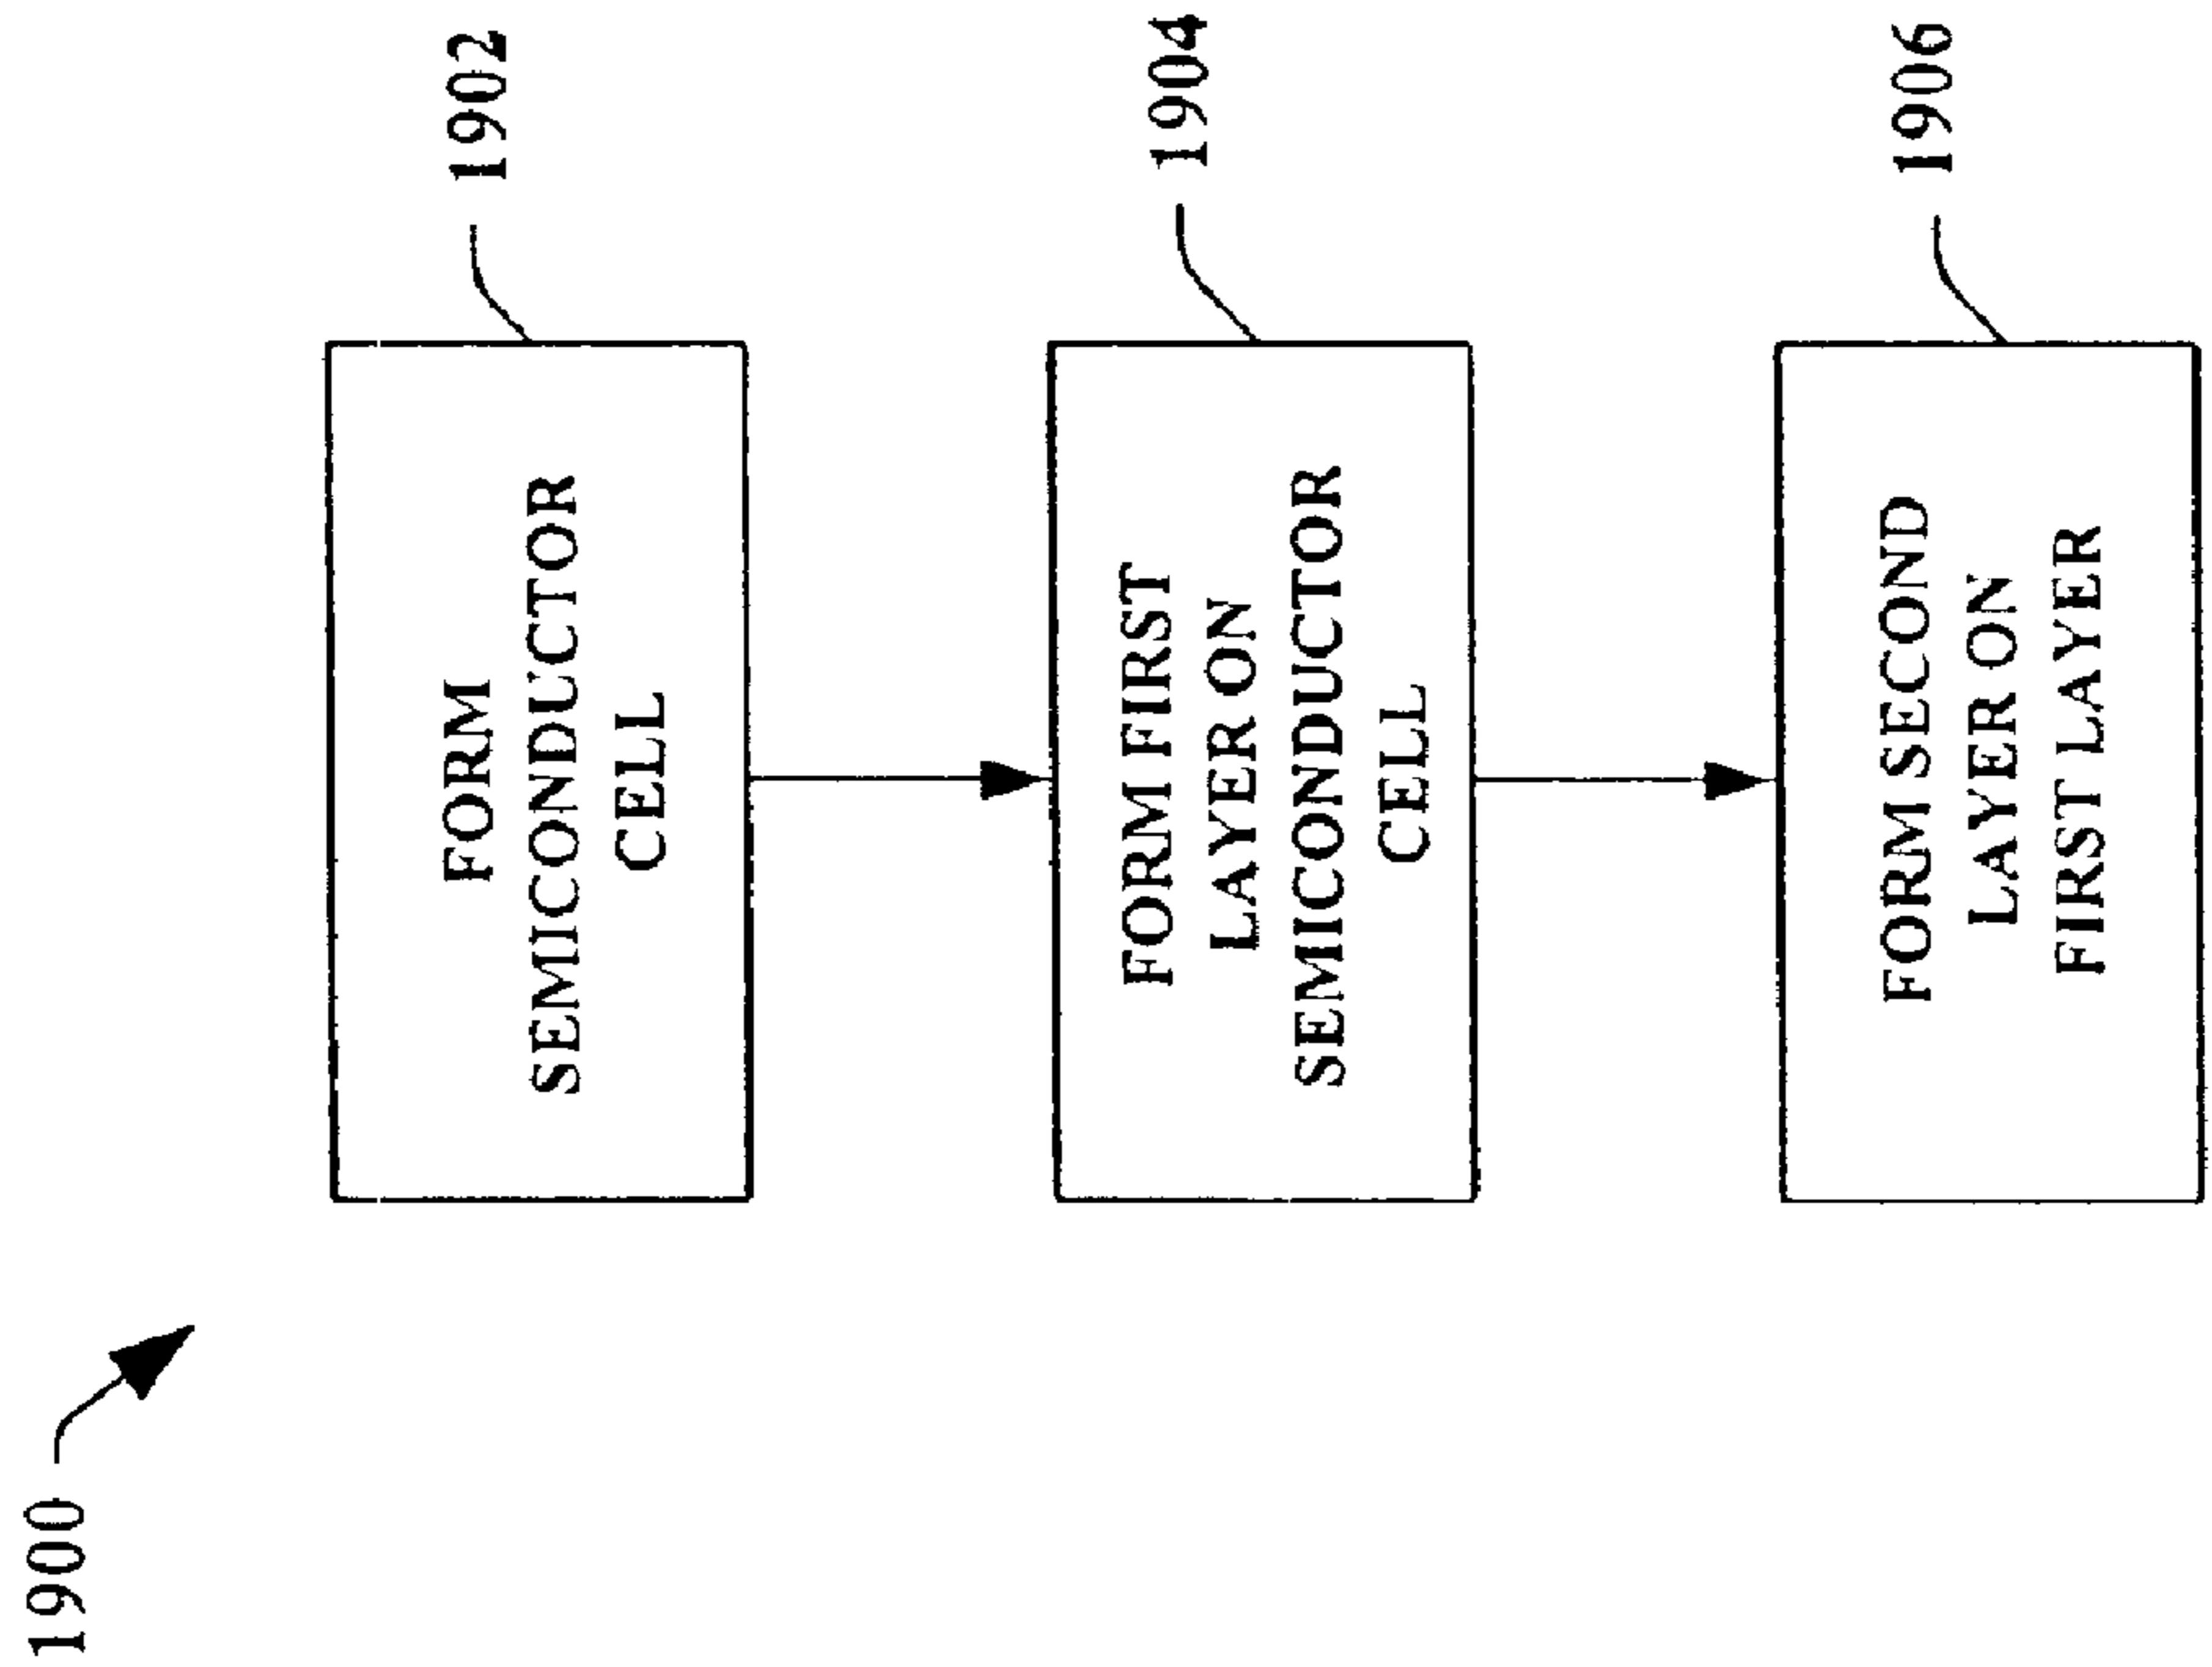 1900
FORM
SEMICONDUCTOR
CELL
1902
FORM FIRST
LAYER ON
SEMICONDUCTOR
CELL
1904
FORM SECOND
LAYER ON
FIRST LAYER
1906